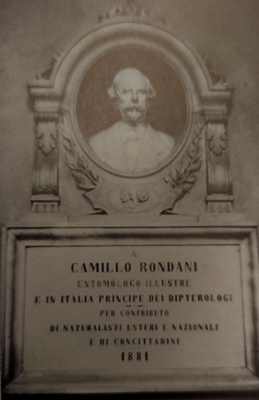 A
CAMILLO RONDANI
ENTOMOLOGO ILLUSTRE
E IN ITALIA PRINCIPE DEI DIPTEROLOGI
PER CONTRIBUTO
DI NATURALISTI ESTERI E NAZIONALI
E DI CONCITTADINI
1881